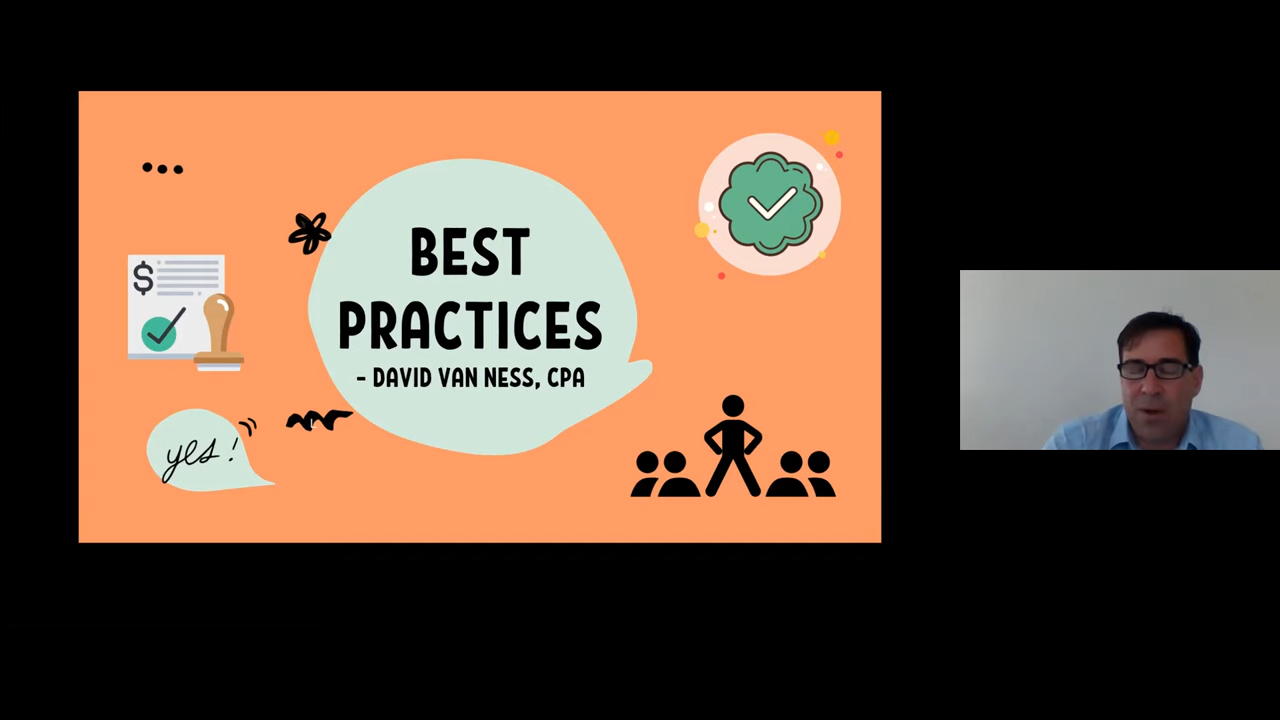 BEST
PRACTICES
- DAVID VAN NESS, CPA
$
yes!